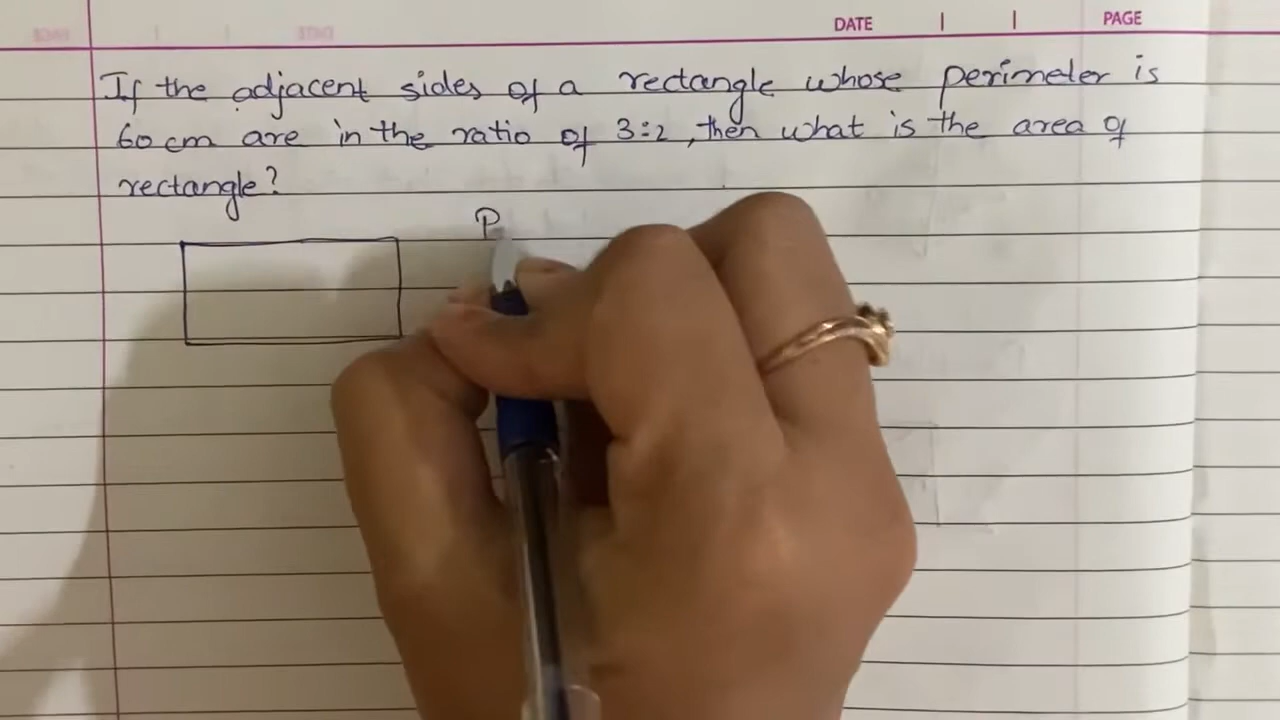 DATE | | PAGE
If the adjacent sides of a rectangle whose perimeter is
60 cm are in the ratio of 3:2, then what is the area of
rectangle?
P